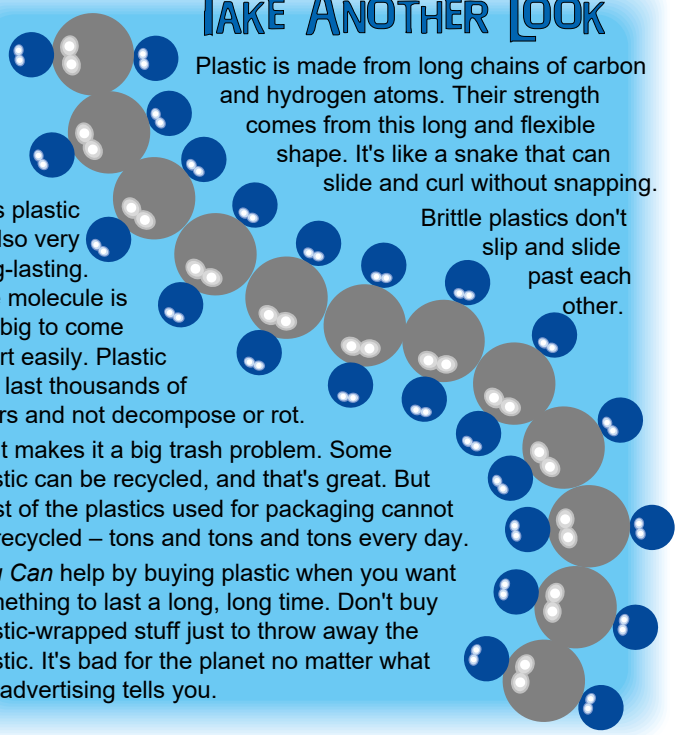 TAKE ANOTHER LOOK
Plastic is made from long chains of carbon
and hydrogen atoms. Their strength
comes from this long and flexible
shape. It's like a snake that can
slide and curl without snapping.
Brittle plastics don't
slip and slide
past each
other.
s plastic
lso very
g-lasting.
e molecule is
big to come
rt easily. Plastic
last thousands of
rs and not decompose or rot.
t makes it a big trash problem. Some
stic can be recycled, and that's great. But
st of the plastics used for packaging cannot
recycled – tons and tons and tons every day.
u Can help by buying plastic when you want
mething to last a long, long time. Don't buy
stic-wrapped stuff just to throw away the
stic. It's bad for the planet no matter what
advertising tells you.